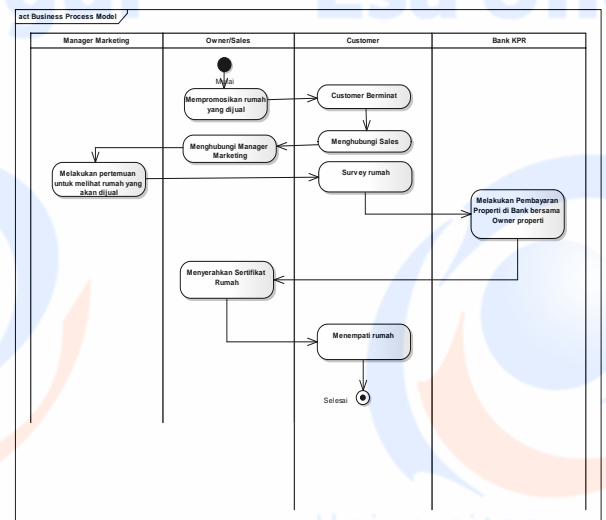 Esa Un
act Business Process Model
Manager Marketing
Owner/Sales
Customer
Bank KPR
Mulai
Mempromosikan rumah
yang dijual
Customer Berminat
Menghubungi Sales
Menghubungi Manager
Marketing
Melakukan pertemuan
untuk melihat rumah yang
akan dijual
Survey rumah
Melakukan Pembayaran
Properti di Bank bersama
Owner properti
Menyerahkan Sertifikat
Rumah
Menempati rumah
Selesai